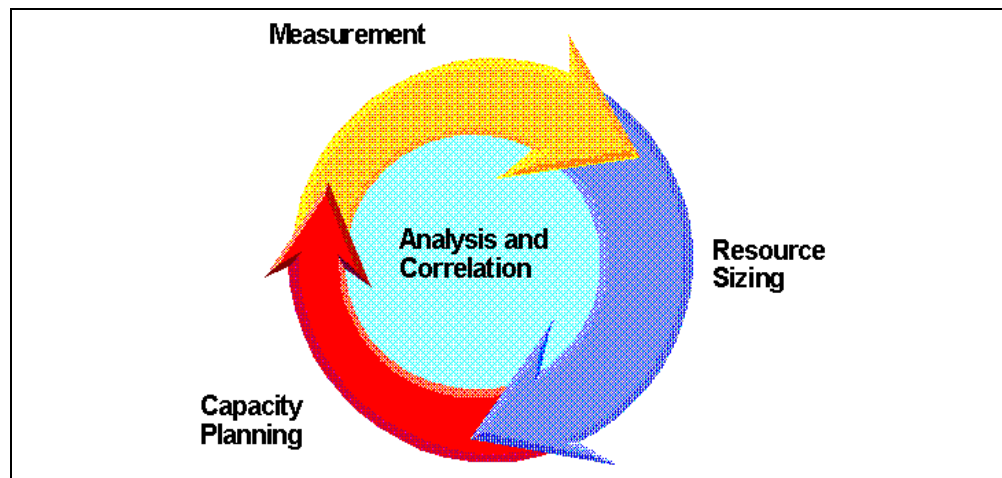 Measurement
Analysis and
Correlation
Resource
Sizing
Capacity
Planning